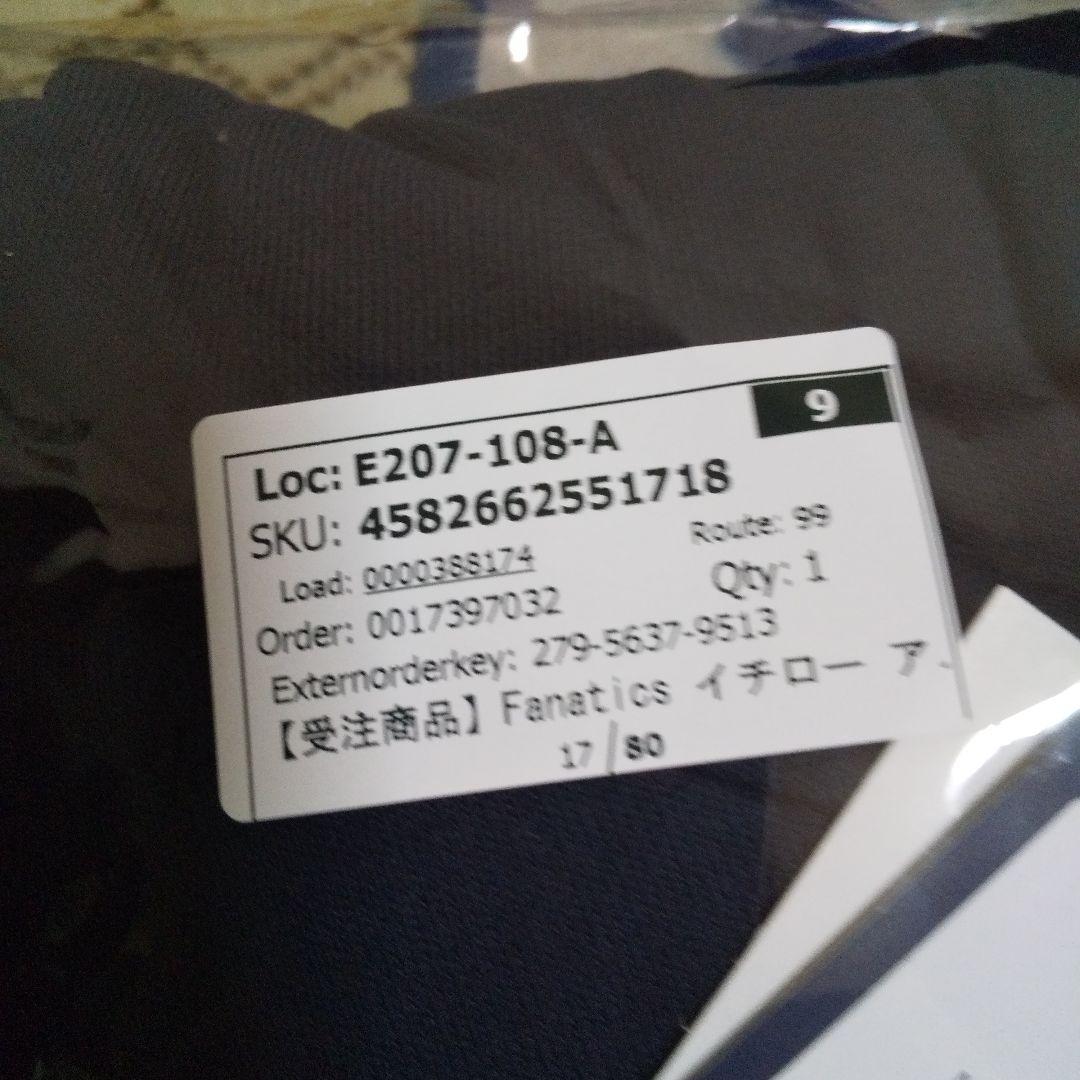 9
Loc: E207-108-A
SKU: 4582662551718
Load: 0000388174 Route: 99
Order: 0017397032 Qty: 1
Externorderkey: 279-5637-9513
【受注商品】Fanatics イチロー ア
17/80